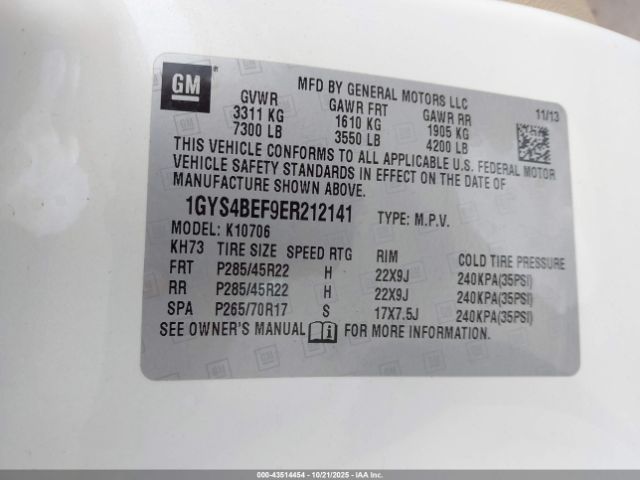 GM
MFD BY GENERAL MOTORS LLC
GVWR GAWR FRT GAWR RR 11/13
3311 KG 1610 KG 1905 KG
7300 LB 3550 LB 4200 LB
THIS VEHICLE CONFORMS TO ALL APPLICABLE U.S. FEDERAL MOTOR
VEHICLE SAFETY STANDARDS IN EFFECT ON THE DATE OF
MANUFACTURE SHOWN ABOVE.
1GYS4BEF9ER212141 TYPE: M.P.V.
MODEL: K10706
KH73 TIRE SIZE SPEED RTG RIM COLD TIRE PRESSURE
FRT P285/45R22 H 22X9J 240KPA(35PSI)
RR P285/45R22 H 22X9J 240KPA(35PSI)
SPA P265/70R17 S 17X7.5J 240KPA(35PSI)
SEE OWNER'S MANUAL FOR MORE INFORMATION.
000-43514454 - 10/21/2025 - IAAI.com